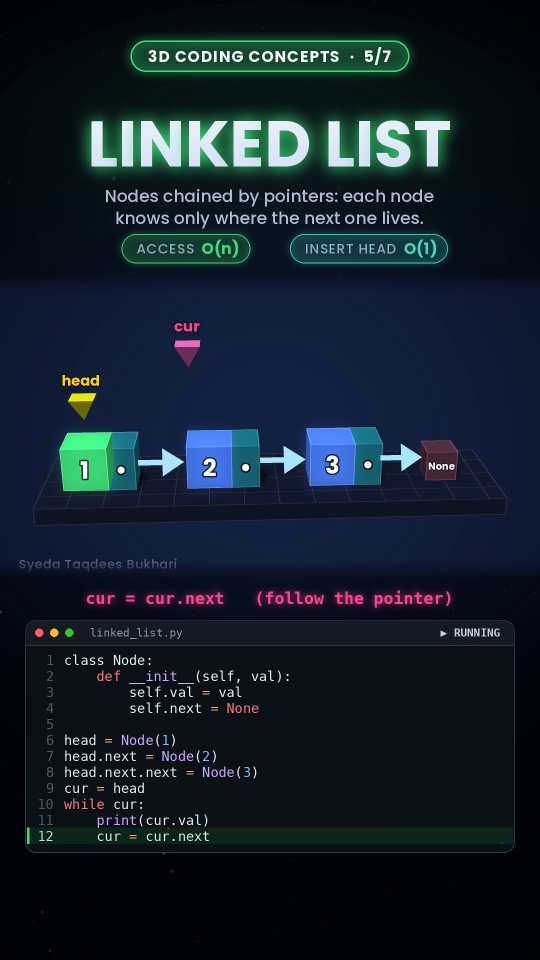 3D CODING CONCEPTS · 5/7
LINKED LIST
Nodes chained by pointers: each node
knows only where the next one lives.
ACCESS O(n) INSERT HEAD O(1)
cur
head
1 2 3 None
Syeda Taqdees Bukhari
cur = cur.next (follow the pointer)
linked_list.py ▶ RUNNING
1 class Node:
2     def __init__(self, val):
3         self.val = val
4         self.next = None
5
6 head = Node(1)
7 head.next = Node(2)
8 head.next.next = Node(3)
9 cur = head
10 while cur:
11     print(cur.val)
12     cur = cur.next